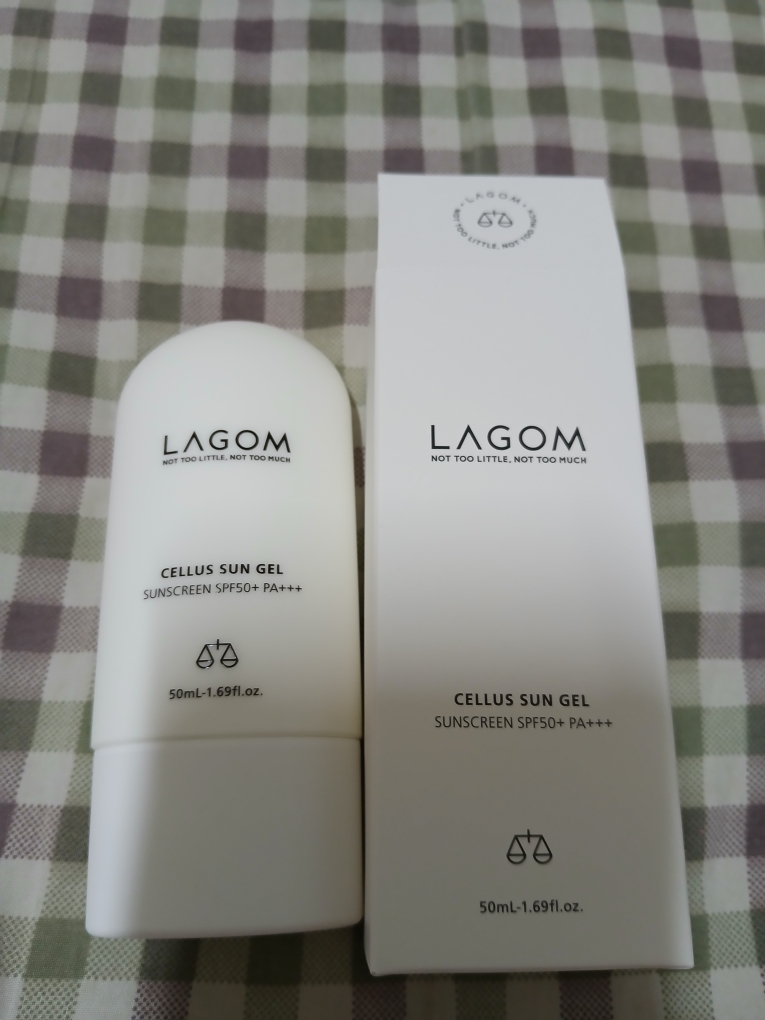 LAGOM
NOT TOO LITTLE, NOT TOO MUCH
CELLUS SUN GEL
SUNSCREEN SPF50+ PA+++
50mL-1.69fl.oz.
LAGOM
NOT TOO LITTLE, NOT TOO MUCH
LAGOM
NOT TOO LITTLE, NOT TOO MUCH
CELLUS SUN GEL
SUNSCREEN SPF50+ PA+++
50mL-1.69fl.oz.